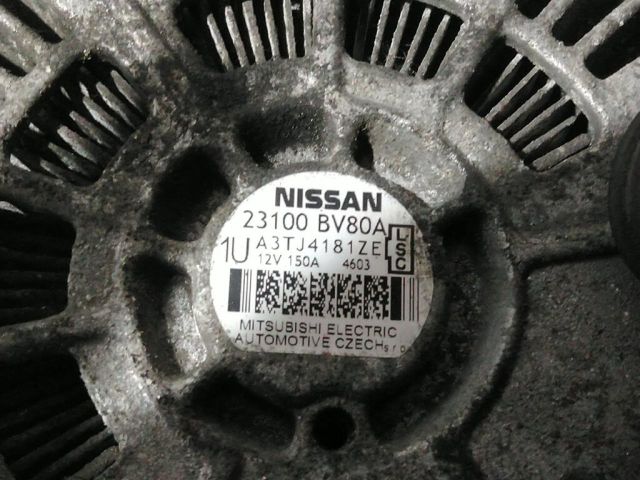 NISSAN
23100 BV80A
1U A3TJ4181ZE LSC
12V 150A 4603
MITSUBISHI ELECTRIC
AUTOMOTIVE CZECH s r o